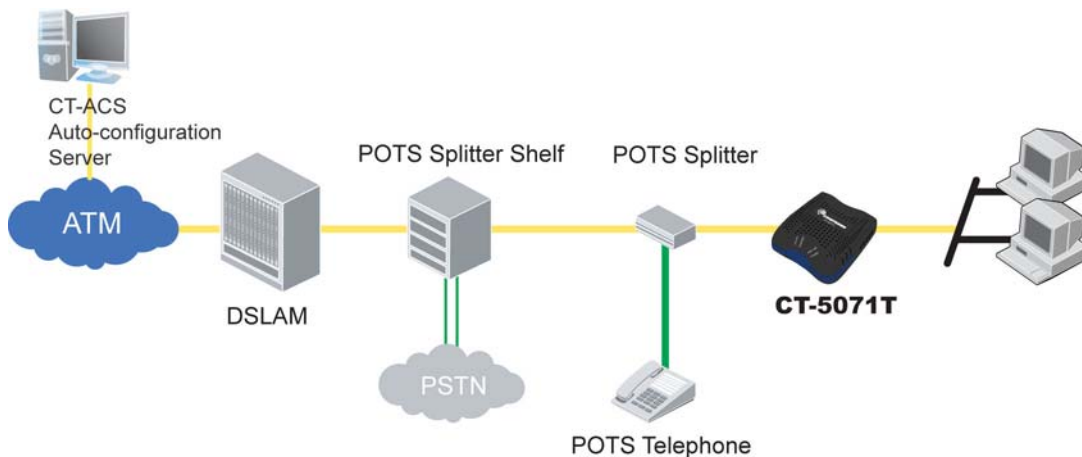 CT-ACS
Auto-configuration
Server
ATM
DSLAM
POTS Splitter Shelf
PSTN
POTS Splitter
POTS Telephone
CT-5071T